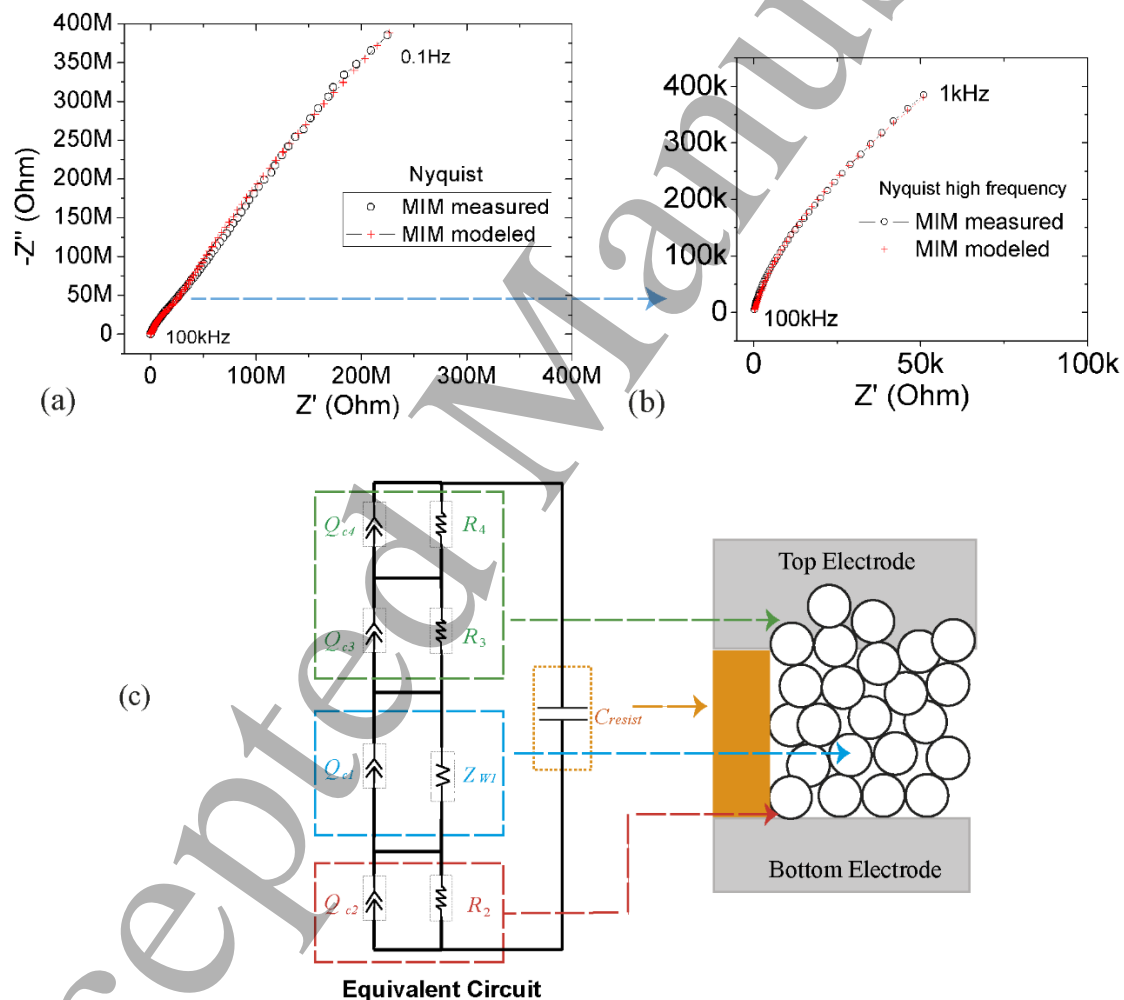 400M
350M
300M
250M
200M
150M
100M
50M
0
-Z" (Ohm)
0.1Hz
Nyquist
MIM measured
MIM modeled
100kHz
0 100M 200M 300M 400M
Z' (Ohm)
(a)
400k
300k
200k
100k
0
1kHz
Nyquist high frequency
MIM measured
MIM modeled
100kHz
0 50k 100k
Z' (Ohm)
(b)
Qc4 R4
Qc3 R3
Qc1 ZW1
Qc2 R2
Cresist
(c)
Top Electrode
Bottom Electrode
Equivalent Circuit
cepted Manu